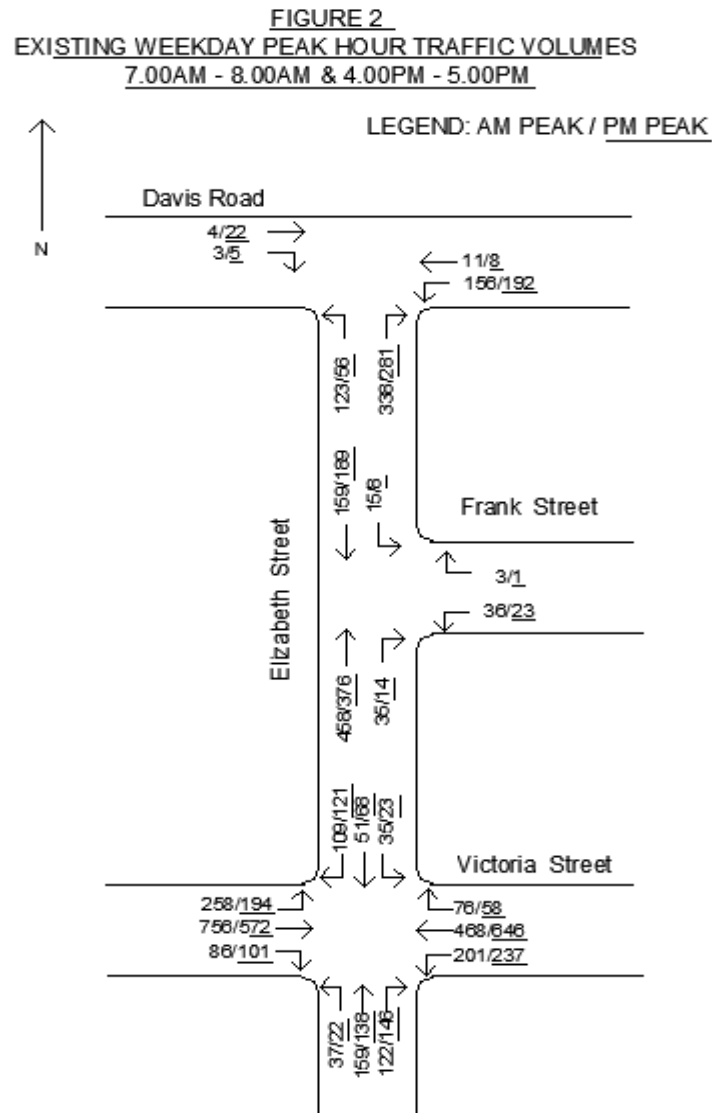 FIGURE 2
EXISTING WEEKDAY PEAK HOUR TRAFFIC VOLUMES
7.00AM - 8.00AM & 4.00PM - 5.00PM
LEGEND: AM PEAK / PM PEAK
N
Davis Road
4/22
3/5
11/8
156/192
123/56
338/281
159/189
15/8
Frank Street
Elizabeth Street
3/1
36/23
458/376
35/14
109/121
51/68
35/23
Victoria Street
258/194
756/572
86/101
76/58
468/646
201/237
37/22
159/138
122/146